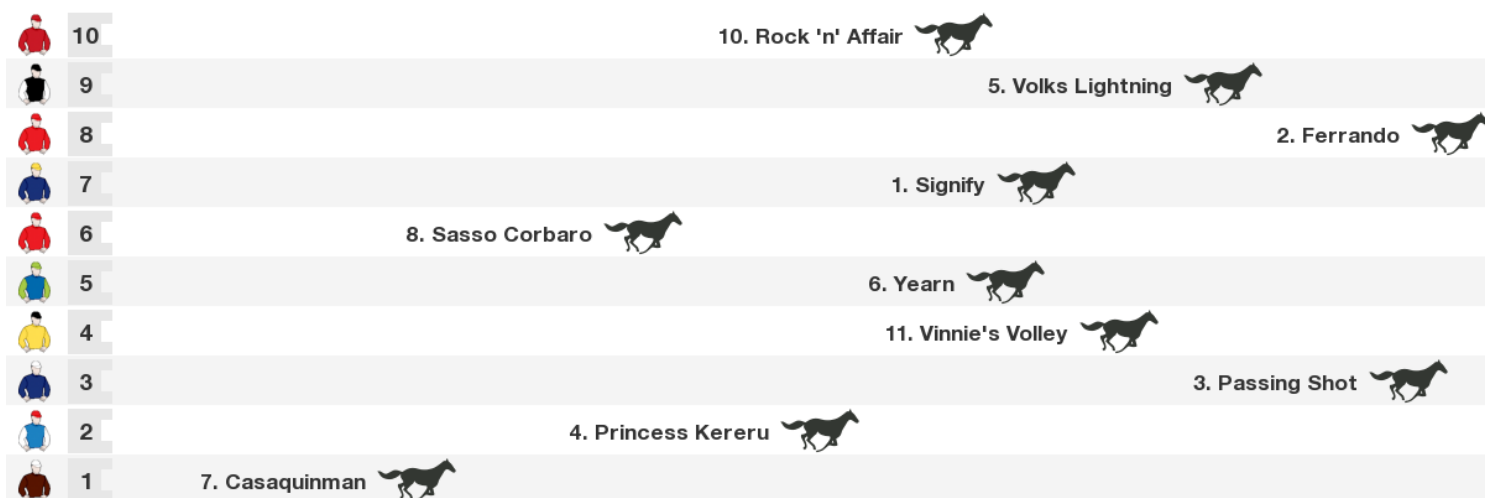 10 10. Rock 'n' Affair
9 5. Volks Lightning
8 2. Ferrando
7 1. Signify
6 8. Sasso Corbaro
5 6. Yearn
4 11. Vinnie's Volley
3 3. Passing Shot
2 4. Princess Kereru
1 7. Casaquinman